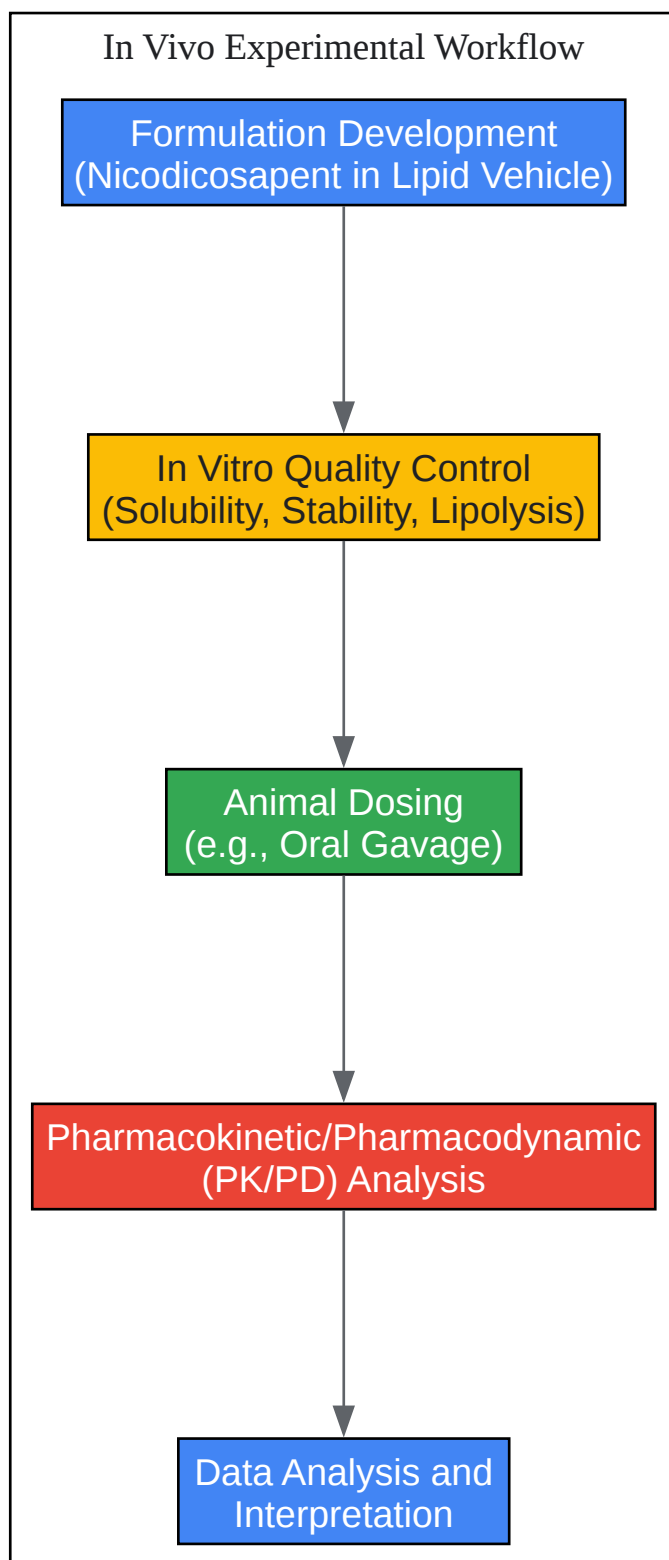 In Vivo Experimental Workflow
Formulation Development
(Nicodicosapent in Lipid Vehicle)
In Vitro Quality Control
(Solubility, Stability, Lipolysis)
Animal Dosing
(e.g., Oral Gavage)
Pharmacokinetic/Pharmacodynamic
(PK/PD) Analysis
Data Analysis and
Interpretation